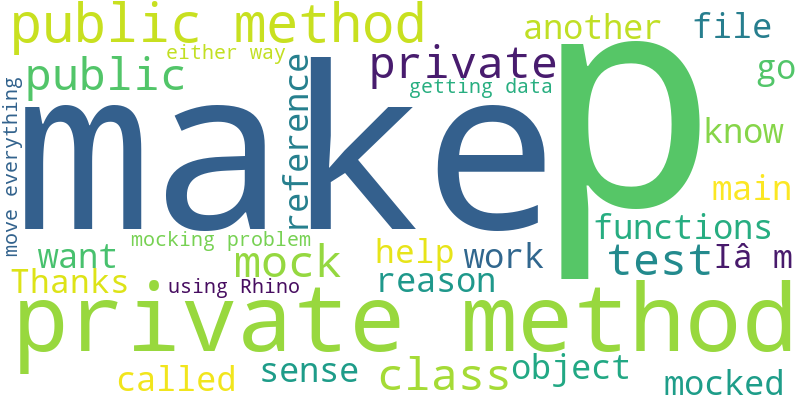 public method
another
file
either way
private
public
getting data
go
make
p
reference
move everything
know
main
functions
mocking problem
want
mock
help
work
test
Iâ m
Thanks
using Rhino
reason
private method
called
sense
class
object
mocked